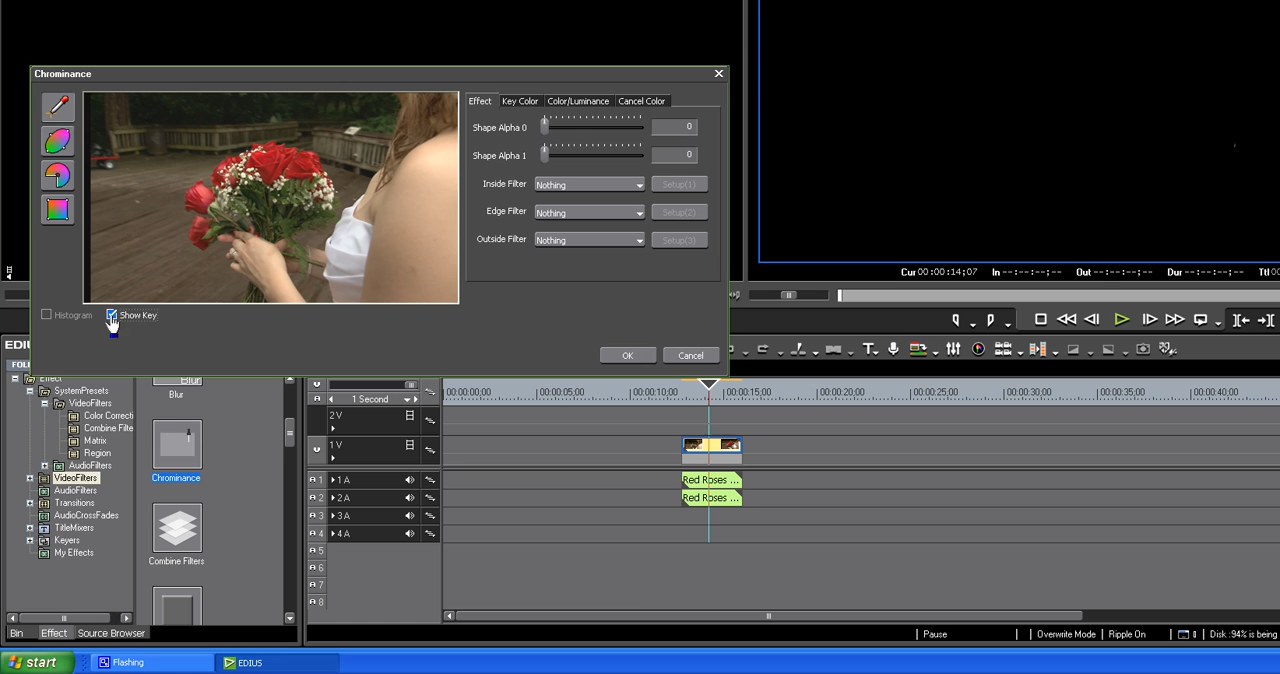 Chrominance
Effect Key Color Color/Luminance Cancel Color
Shape Alpha 0 0
Shape Alpha 1 0
Inside Filter Nothing Setup(1)
Edge Filter Nothing Setup(2)
Outside Filter Nothing Setup(3)
Histogram Show Key
OK Cancel
Cur 00:00:14;07 In --:--:--;-- Out --:--:--;-- Dur --:--:--;-- Ttl 00
Effect
SystemPresets
VideoFilters
Color Correcti
Combine Filte
Matrix
Region
AudioFilters
VideoFilters
AudioFilters
Transitions
AudioCrossFades
TitleMixers
Keyers
My Effects
Blur
Chrominance
Combine Filters
Bin Effect Source Browser
1 Second
00:00:00;00 00:00:05;00 00:00:10;00 00:00:15;00 00:00:20;00 00:00:25;00 00:00:30;00 00:00:35;00 00:00:40;00
2 V
1 V
1 1 A Red Roses ...
2 2 A Red Roses ...
3 3 A
4 4 A
5
6
7
8
Pause Overwrite Mode Ripple On Disk :94% is being
start Flashing EDIUS